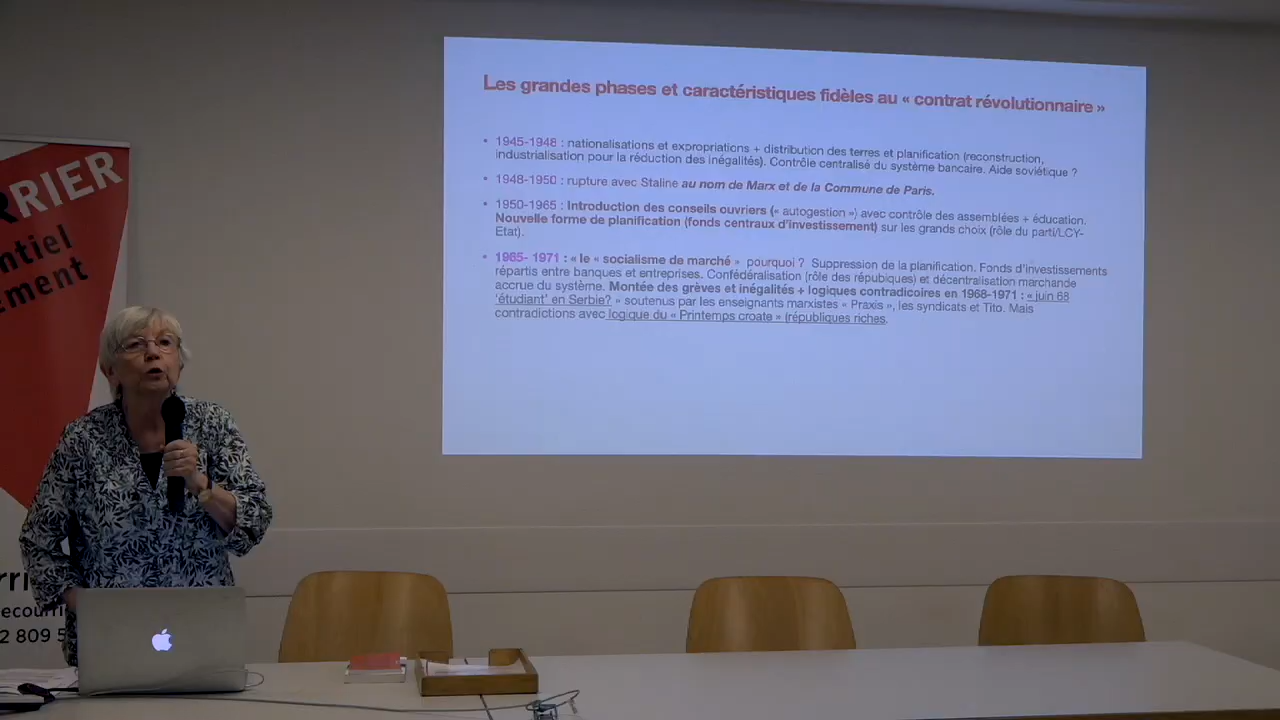 Les grandes phases et caractéristiques fidèles au « contrat révolutionnaire »
• 1945-1948 : nationalisations et expropriations + distribution des terres et planification (reconstruction,
industrialisation pour la réduction des inégalités). Contrôle centralisé du système bancaire. Aide soviétique ?
• 1948-1950 : rupture avec Staline au nom de Marx et de la Commune de Paris.
• 1950-1965 : Introduction des conseils ouvriers (« autogestion ») avec contrôle des assemblées + éducation.
Nouvelle forme de planification (fonds centraux d'investissement) sur les grands choix (rôle du parti/LCY-
Etat).
• 1965- 1971 : « le « socialisme de marché » pourquoi ? Suppression de la planification. Fonds d'investissements
répartis entre banques et entreprises. Confédéralisation (rôle des républiques) et décentralisation marchande
accrue du système. Montée des grèves et inégalités + logiques contradicoires en 1968-1971 : « juin 68
'étudiant' en Serbie? » soutenus par les enseignants marxistes « Praxis », les syndicats et Tito. Mais
contradictions avec logique du « Printemps croate » (républiques riches.
RRIER
ntiel
ement
rri
ecourri
2 809 5